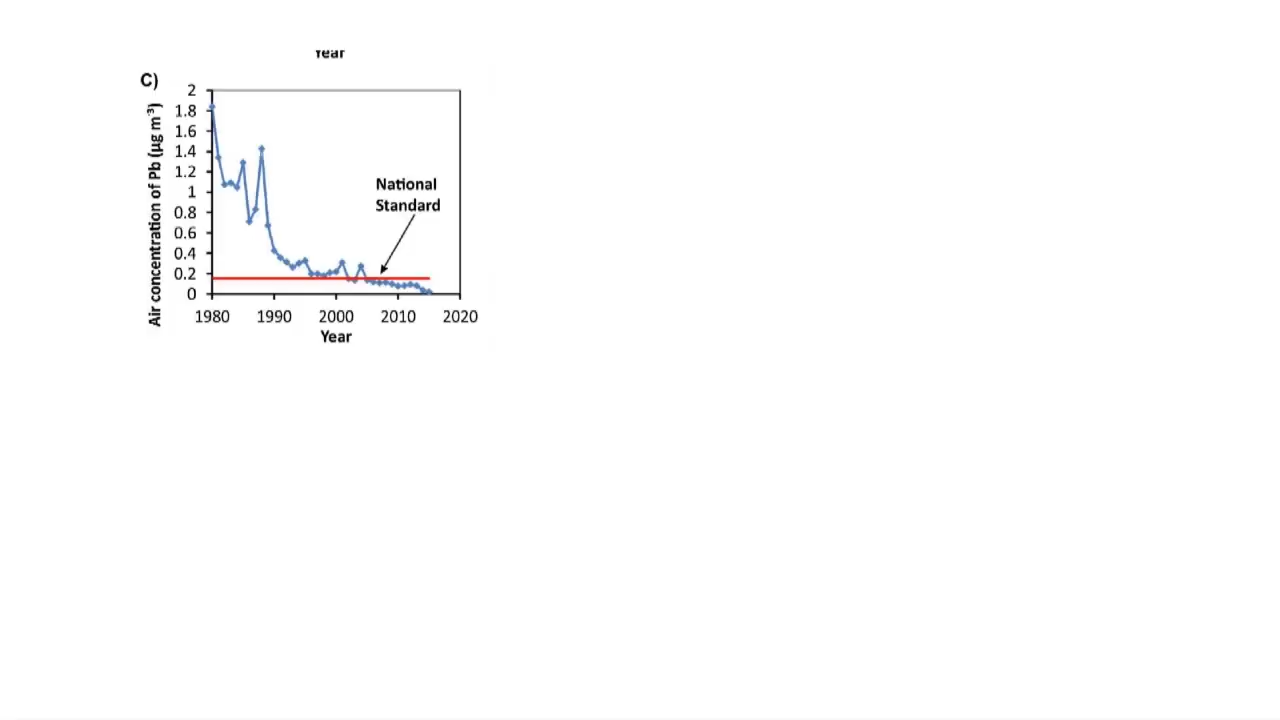 Year
C)
Air concentration of Pb (µg m-3)
2
1.8
1.6
1.4
1.2
1
0.8
0.6
0.4
0.2
0
National
Standard
1980 1990 2000 2010 2020
Year